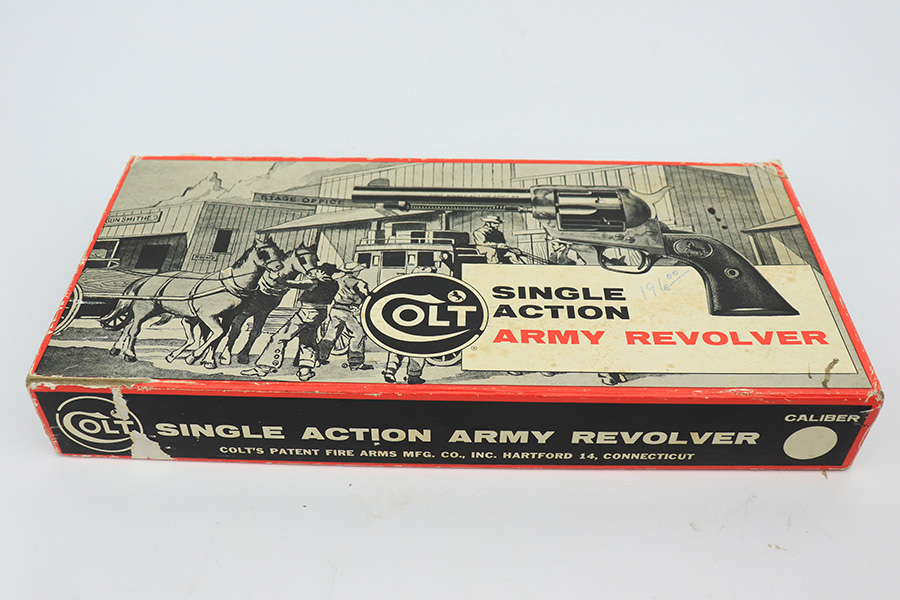 STAGE OFFICE
GUNSMITHE
COLT
®
SINGLE
ACTION
ARMY REVOLVER
COLT
SINGLE ACTION ARMY REVOLVER
COLT'S PATENT FIRE ARMS MFG. CO., INC. HARTFORD 14, CONNECTICUT
CALIBER